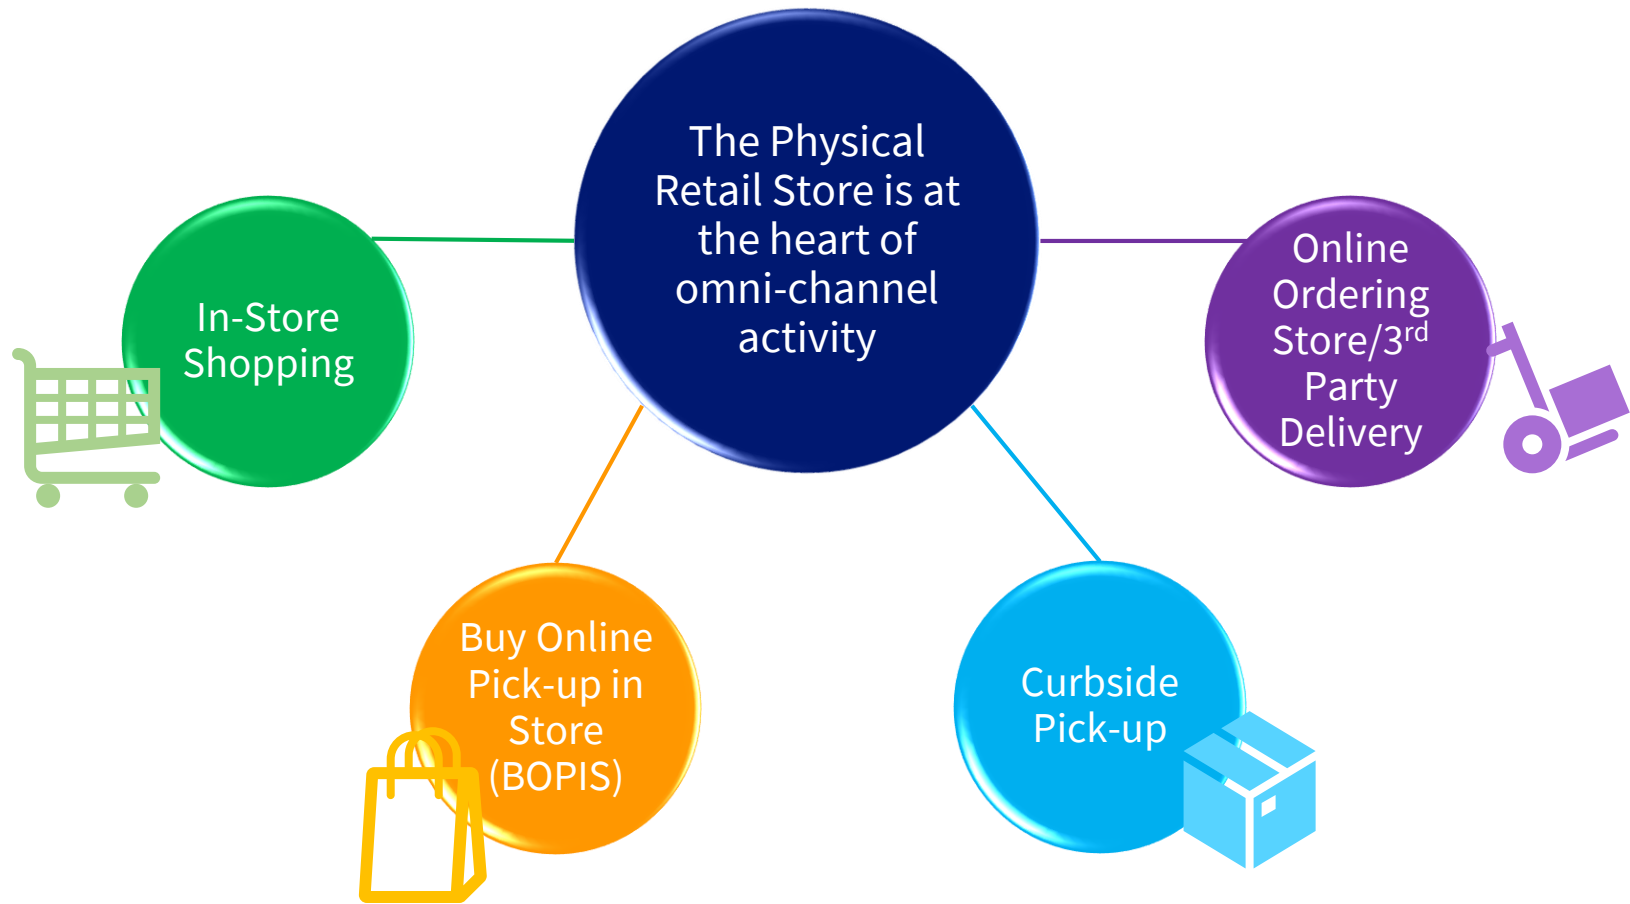 The Physical
Retail Store is at
the heart of
omni-channel
activity
In-Store
Shopping
Online
Ordering
Store/3rd
Party
Delivery
Buy Online
Pick-up in
Store
(BOPIS)
Curbside
Pick-up